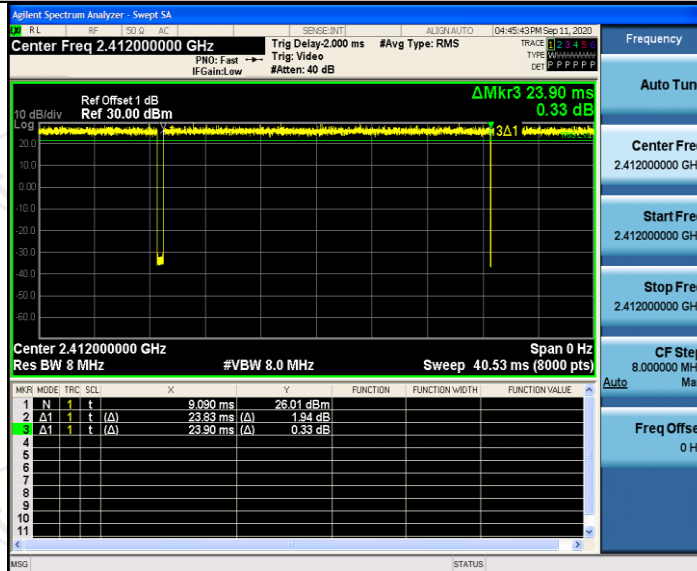 Agilent Spectrum Analyzer - Swept SA
RL RF 50 Ω AC SENSE:INT ALIGN AUTO 04:45:43 PM Sep 11, 2020
Center Freq 2.412000000 GHz
PNO: Fast
IFGain:Low
Trig Delay-2.000 ms
Trig: Video
#Atten: 40 dB
#Avg Type: RMS
TRACE 1 2 3 4 5 6
TYPE
DET P P P P P P
Ref Offset 1 dB
10 dB/div Ref 30.00 dBm
ΔMkr3 23.90 ms
0.33 dB
Log
3Δ1
20.0
10.0
0.00
-10.0
-20.0
-30.0
-40.0
-50.0
-60.0
Center 2.412000000 GHz Span 0 Hz
Res BW 8 MHz #VBW 8.0 MHz Sweep 40.53 ms (8000 pts)
MKR MODE TRC SCL X Y FUNCTION FUNCTION WIDTH FUNCTION VALUE
1 N 1 t 9.090 ms 26.01 dBm
2 Δ1 1 t (Δ) 23.83 ms (Δ) 1.94 dB
3 Δ1 1 t (Δ) 23.90 ms (Δ) 0.33 dB
4
5
6
7
8
9
10
11
MSG STATUS
Frequency
Auto Tun
Center Fre
2.412000000 GH
Start Fre
2.412000000 GH
Stop Fre
2.412000000 GH
CF Ste
8.000000 MH
Auto Ma
Freq Offse
0 H